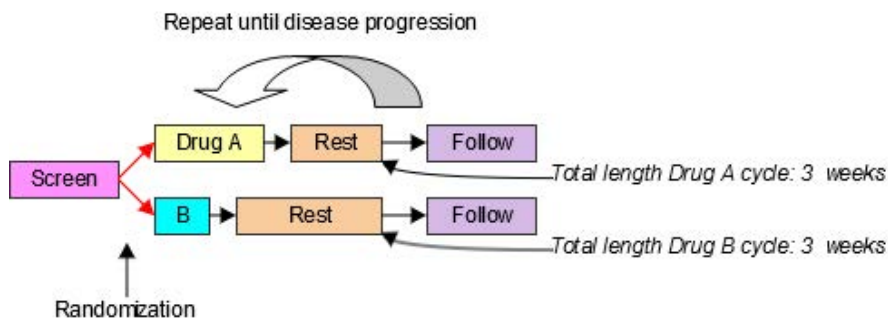 Repeat until disease progression
Drug A
Rest
Follow
Total length Drug A cycle: 3 weeks
Screen
B
Rest
Follow
Total length Drug B cycle: 3 weeks
Randomization